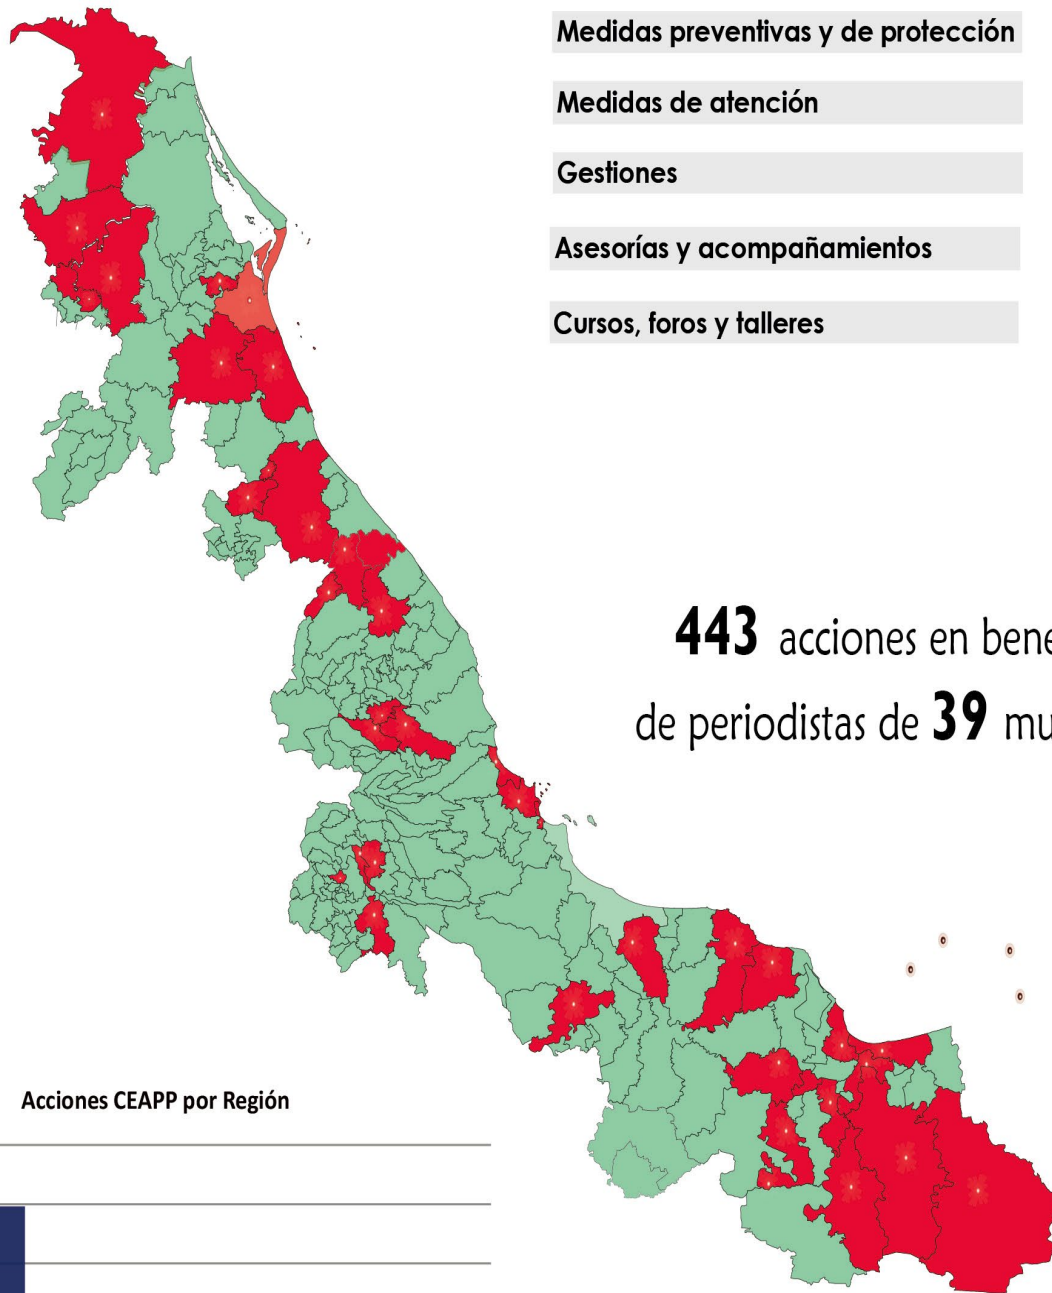 Medidas preventivas y de protección
Medidas de atención
Gestiones
Asesorías y acompañamientos
Cursos, foros y talleres
443 acciones en bene
de periodistas de 39 mu
Acciones CEAPP por Región